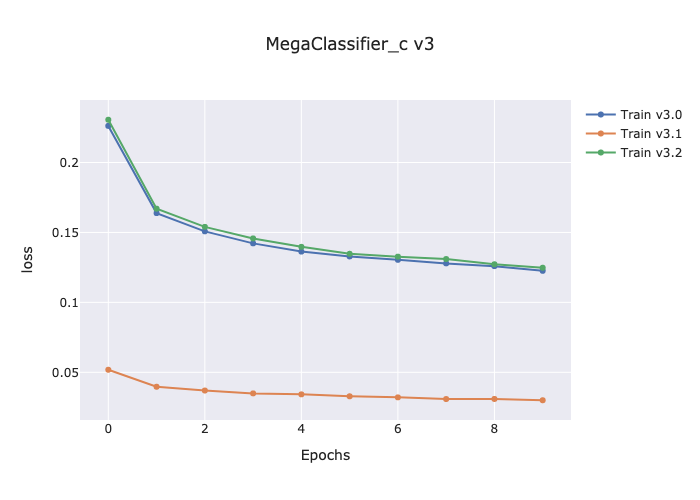 MegaClassifier_c v3
Train v3.0
Train v3.1
Train v3.2
loss
0.2
0.15
0.1
0.05
0 2 4 6 8
Epochs